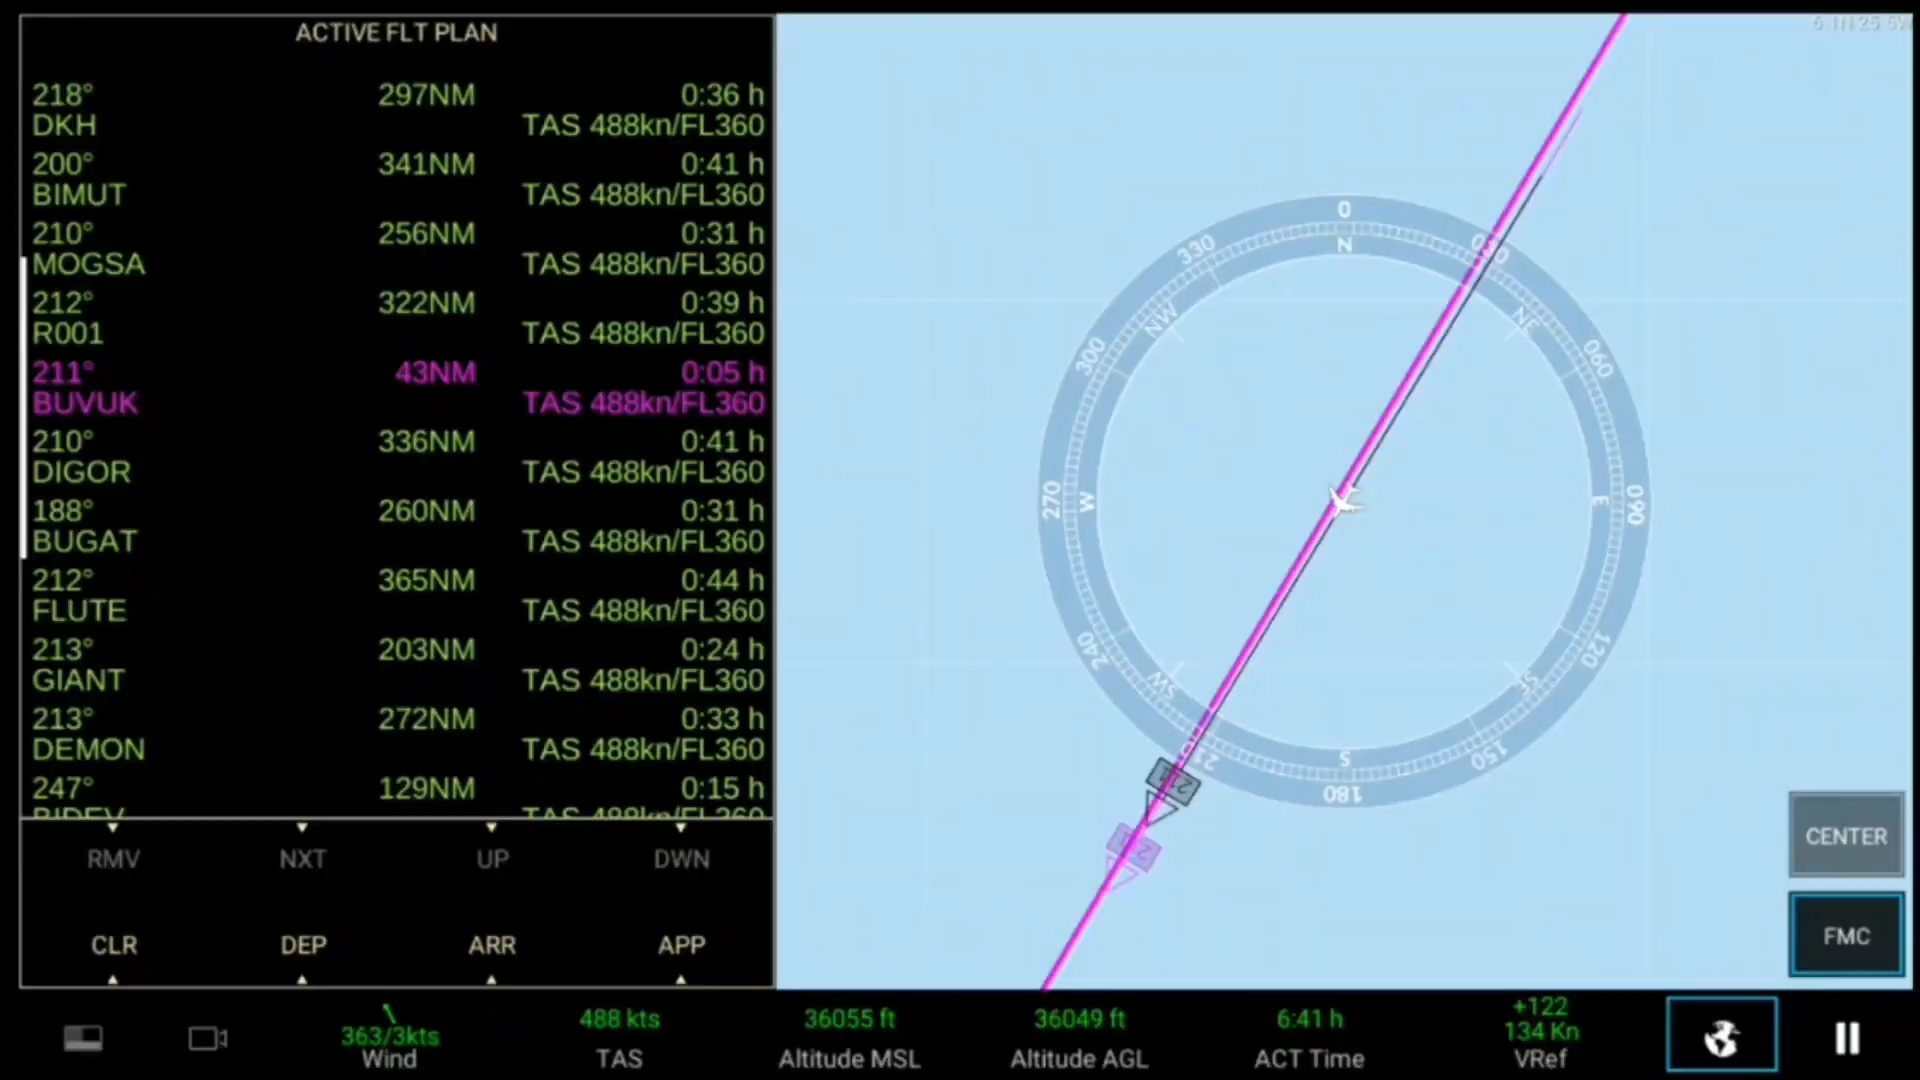 ACTIVE FLT PLAN
218° 297NM 0:36 h
DKH TAS 488kn/FL360
200° 341NM 0:41 h
BIMUT TAS 488kn/FL360
210° 256NM 0:31 h
MOGSA TAS 488kn/FL360
212° 322NM 0:39 h
R001 TAS 488kn/FL360
211° 43NM 0:05 h
BUVUK TAS 488kn/FL360
210° 336NM 0:41 h
DIGOR TAS 488kn/FL360
188° 260NM 0:31 h
BUGAT TAS 488kn/FL360
212° 365NM 0:44 h
FLUTE TAS 488kn/FL360
213° 203NM 0:24 h
GIANT TAS 488kn/FL360
213° 272NM 0:33 h
DEMON TAS 488kn/FL360
247° 129NM 0:15 h
TAS 488kn/FL360
RMV NXT UP DWN
CLR DEP ARR APP
0
N
330
NW
NE
300
060
270
W
E
090
240
120
SW
SE
150
S
180
211
CENTER
FMC
363/3kts
Wind
488 kts
TAS
36055 ft
Altitude MSL
36049 ft
Altitude AGL
6:41 h
ACT Time
+122
134 Kn
VRef